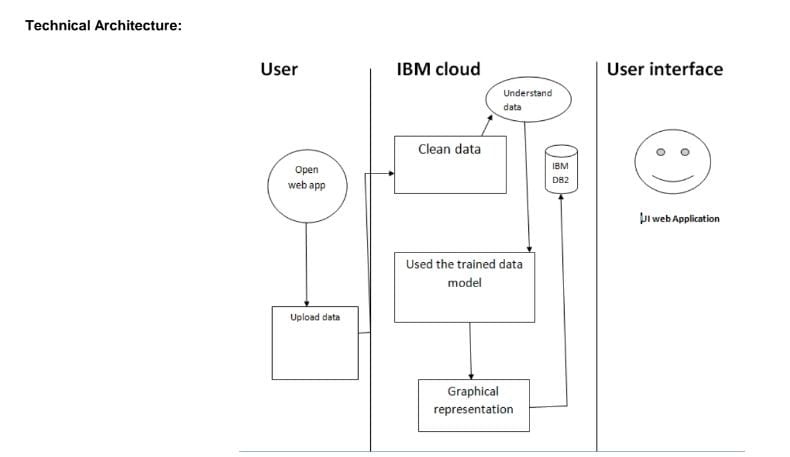 Technical Architecture:
User
IBM cloud
User interface
Open
web app
Upload data
Clean data
Understand
data
Used the trained data
model
Graphical
representation
IBM
DB2
UI web Application